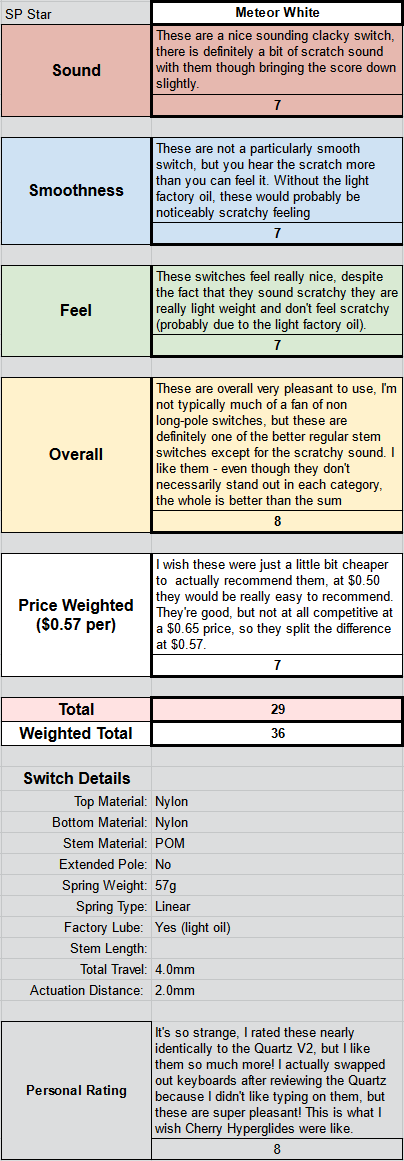 SP Star
Meteor White
Sound
These are a nice sounding clacky switch,
there is definitely a bit of scratch sound
with them though bringing the score down
slightly.
7
Smoothness
These are not a particularly smooth
switch, but you hear the scratch more
than you can feel it. Without the light
factory oil, these would probably be
noticeably scratchy feeling
7
Feel
These switches feel really nice, despite
the fact that they sound scratchy they are
really light weight and don't feel scratchy
(probably due to the light factory oil).
7
Overall
These are overall very pleasant to use, I'm
not typically much of a fan of non
long-pole switches, but these are
definitely one of the better regular stem
switches except for the scratchy sound. I
like them - even though they don't
necessarily stand out in each category,
the whole is better than the sum
8
Price Weighted
($0.57 per)
I wish these were just a little bit cheaper
to  actually recommend them, at $0.50
they would be really easy to recommend.
They're good, but not at all competitive at
a $0.65 price, so they split the difference
at $0.57.
7
Total
29
Weighted Total
36
Switch Details
Top Material: Nylon
Bottom Material: Nylon
Stem Material: POM
Extended Pole: No
Spring Weight: 57g
Spring Type: Linear
Factory Lube: Yes (light oil)
Stem Length:
Total Travel: 4.0mm
Actuation Distance: 2.0mm
Personal Rating
It's so strange, I rated these nearly
identically to the Quartz V2, but I like
them so much more! I actually swapped
out keyboards after reviewing the Quartz
because I didn't like typing on them, but
these are super pleasant! This is what I
wish Cherry Hyperglides were like.
8